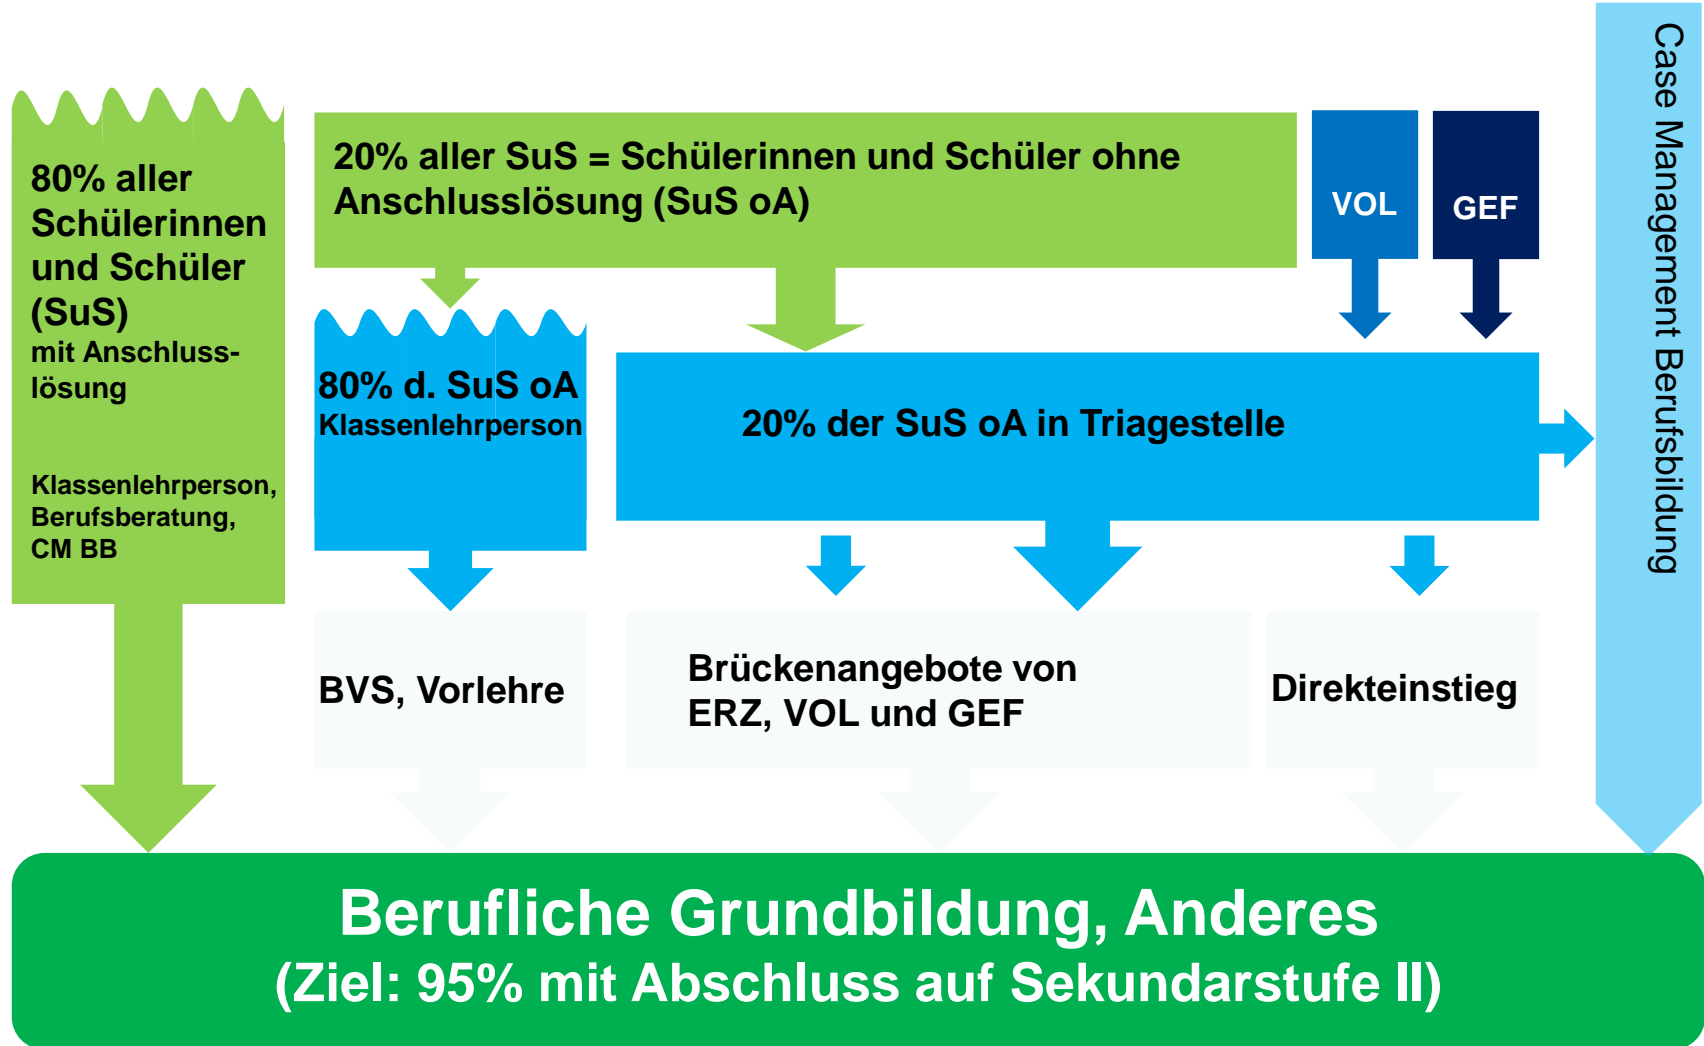 80% aller
Schülerinnen
und Schüler
(SuS)
mit Anschluss-
lösung
Klassenlehrperson,
Berufsberatung,
CM BB
20% aller SuS = Schülerinnen und Schüler ohne
Anschlusslösung (SuS oA)
VOL
GEF
Case Management Berufsbildung
80% d. SuS oA
Klassenlehrperson
20% der SuS oA in Triagestelle
BVS, Vorlehre
Brückenangebote von
ERZ, VOL und GEF
Direkteinstieg
Berufliche Grundbildung, Anderes
(Ziel: 95% mit Abschluss auf Sekundarstufe II)